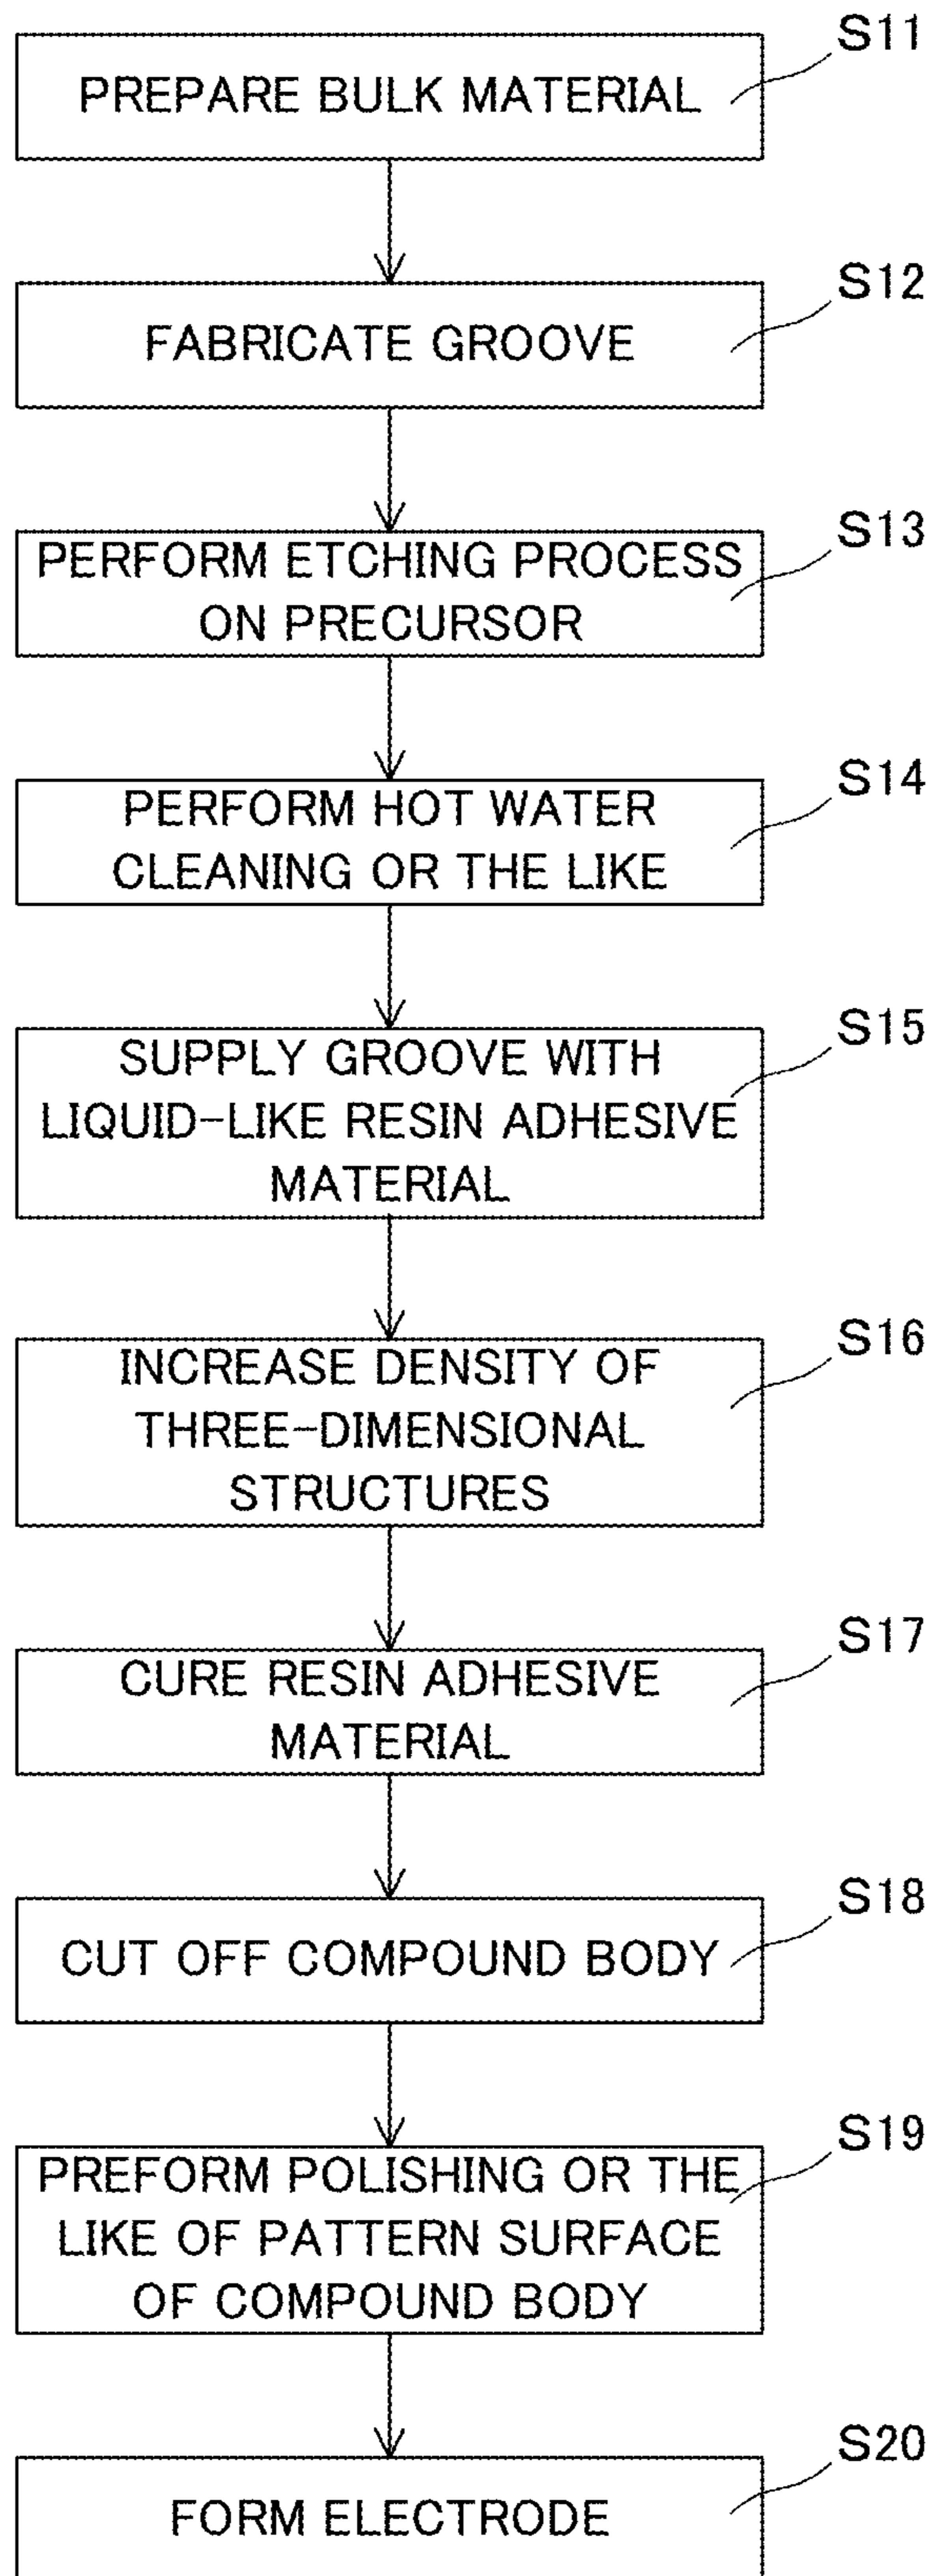 S11
PREPARE BULK MATERIAL
S12
FABRICATE GROOVE
S13
PERFORM ETCHING PROCESS
ON PRECURSOR
S14
PERFORM HOT WATER
CLEANING OR THE LIKE
S15
SUPPLY GROOVE WITH
LIQUID-LIKE RESIN ADHESIVE
MATERIAL
S16
INCREASE DENSITY OF
THREE-DIMENSIONAL
STRUCTURES
S17
CURE RESIN ADHESIVE
MATERIAL
S18
CUT OFF COMPOUND BODY
S19
PREFORM POLISHING OR THE
LIKE OF PATTERN SURFACE
OF COMPOUND BODY
S20
FORM ELECTRODE